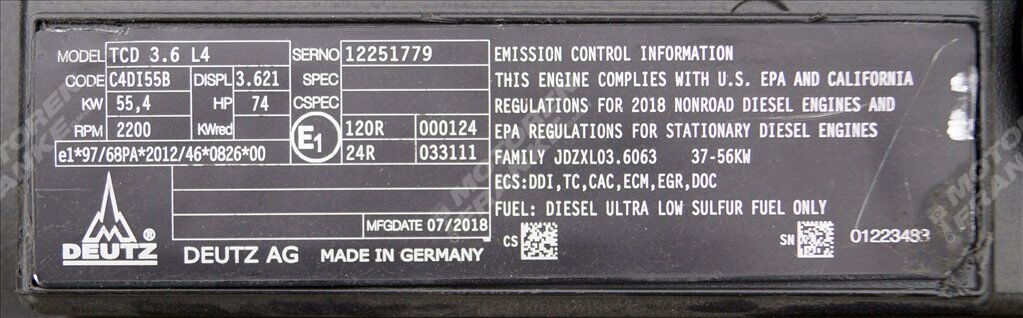 MODEL TCD 3.6 L4 SERNO 12251779
CODE C4DI55B DISPL 3.621 SPEC
KW 55,4 HP 74 CSPEC
RPM 2200 KWred E1 120R 000124
24R 033111
e1*97/68PA*2012/46*0826*00
MFGDATE 07/2018
DEUTZ® DEUTZ AG MADE IN GERMANY
EMISSION CONTROL INFORMATION
THIS ENGINE COMPLIES WITH U.S. EPA AND CALIFORNIA
REGULATIONS FOR 2018 NONROAD DIESEL ENGINES AND
EPA REGULATIONS FOR STATIONARY DIESEL ENGINES
FAMILY JDZXL03.6063 37-56KW
ECS:DDI,TC,CAC,ECM,EGR,DOC
FUEL: DIESEL ULTRA LOW SULFUR FUEL ONLY
CS SN 01223433
MOTOREN
FRANKE